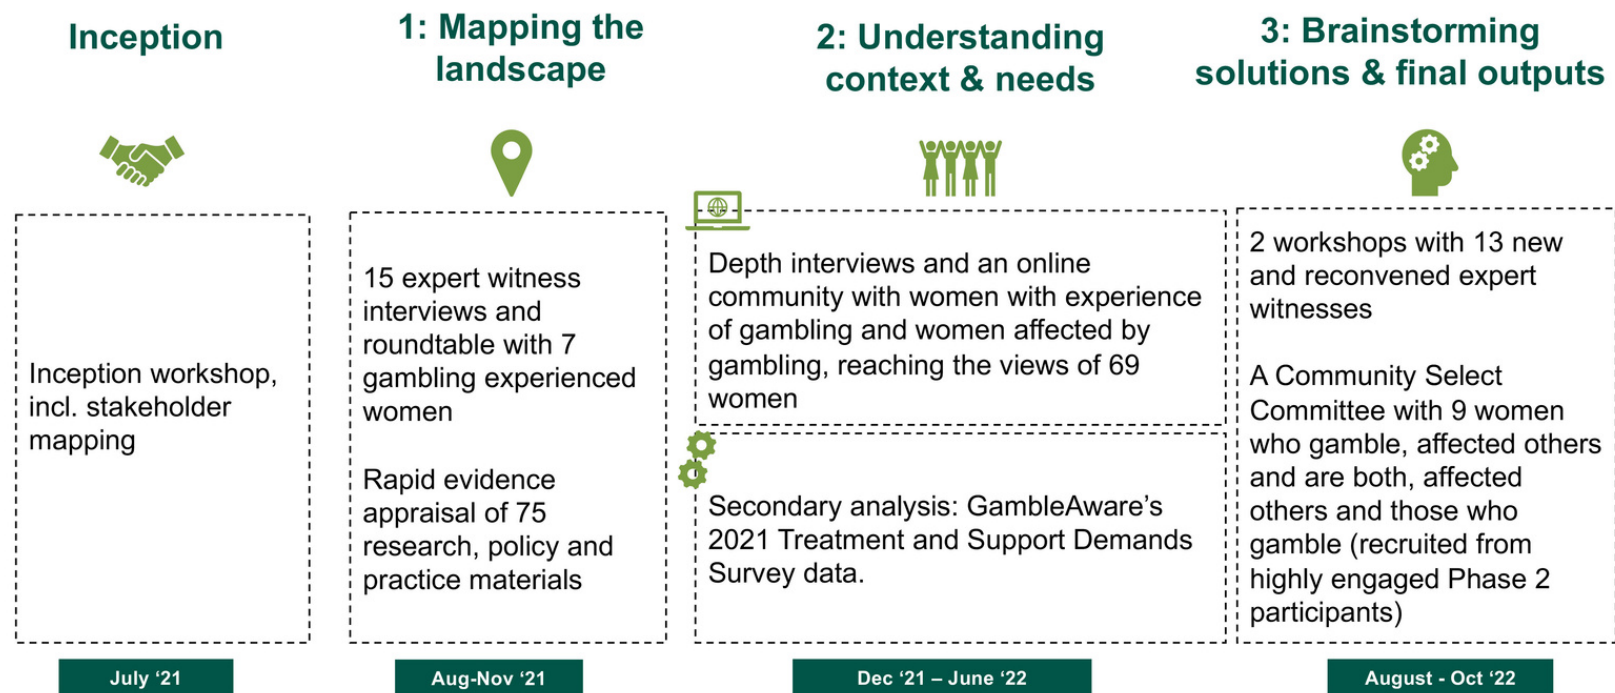 Inception
1: Mapping the
landscape
2: Understanding
context & needs
3: Brainstorming
solutions & final outputs
Inception workshop,
incl. stakeholder
mapping
15 expert witness
interviews and
roundtable with 7
gambling experienced
women
Rapid evidence
appraisal of 75
research, policy and
practice materials
Depth interviews and an online
community with women with experience
of gambling and women affected by
gambling, reaching the views of 69
women
Secondary analysis: GambleAware’s
2021 Treatment and Support Demands
Survey data.
2 workshops with 13 new
and reconvened expert
witnesses
A Community Select
Committee with 9 women
who gamble, affected others
and are both, affected
others and those who
gamble (recruited from
highly engaged Phase 2
participants)
July ‘21
Aug-Nov ‘21
Dec ‘21 – June ‘22
August - Oct ‘22